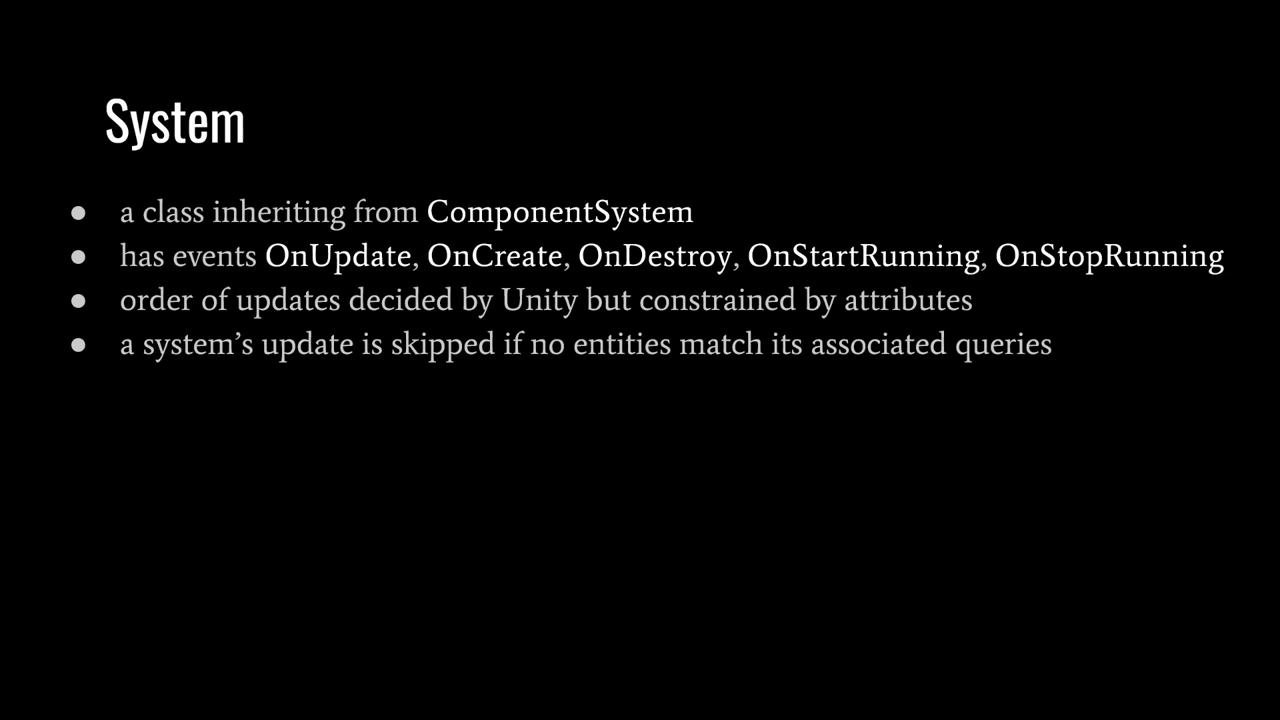 System
● a class inheriting from ComponentSystem
● has events OnUpdate, OnCreate, OnDestroy, OnStartRunning, OnStopRunning
● order of updates decided by Unity but constrained by attributes
● a system’s update is skipped if no entities match its associated queries